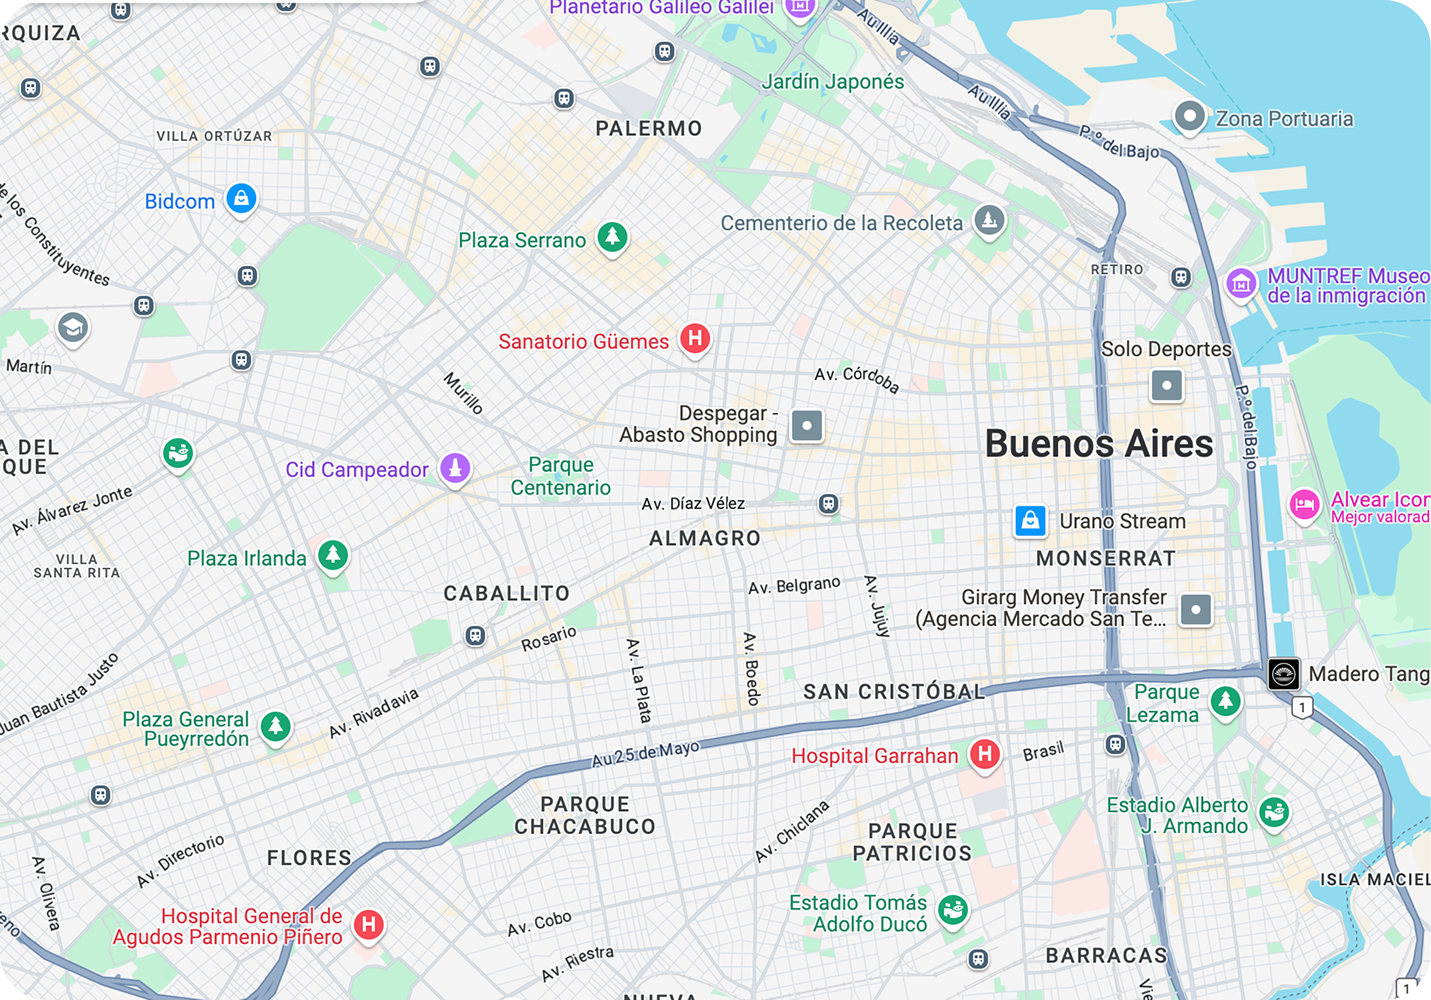 Planetario Galileo Galilei
Au Illia
RQUIZA
Jardín Japonés
Au Illia
Zona Portuaria
VILLA ORTÚZAR
PALERMO
P.º del Bajo
Bidcom
de los Constituyentes
Plaza Serrano
Cementerio de la Recoleta
RETIRO
MUNTREF Museo
de la inmigración
Sanatorio Güemes
Solo Deportes
Martín
Murillo
Av. Córdoba
P.º del Bajo
Despegar -
Abasto Shopping
Buenos Aires
A DEL
QUE
Cid Campeador
Parque
Centenario
Av. Álvarez Jonte
Av. Díaz Vélez
Alvear Icon
Mejor valorad
Urano Stream
ALMAGRO
MONSERRAT
VILLA
SANTA RITA
Plaza Irlanda
CABALLITO
Av. Belgrano
Av. Jujuy
Girarg Money Transfer
(Agencia Mercado San Te...
Rosario
Av. La Plata
Av. Boedo
Juan Bautista Justo
Madero Tang
SAN CRISTÓBAL
Parque
Lezama
1
Av. Rivadavia
Plaza General
Pueyrredón
Au 25 de Mayo
Hospital Garrahan
Brasil
PARQUE
CHACABUCO
Av. Chiclana
Estadio Alberto
J. Armando
PARQUE
PATRICIOS
Av. Directorio
FLORES
Av. Olivera
ISLA MACIEL
Estadio Tomás
Adolfo Ducó
Hospital General de
Agudos Parmenio Piñero
Av. Cobo
Av. Riestra
BARRACAS
eno
Vie
1
NUEVA